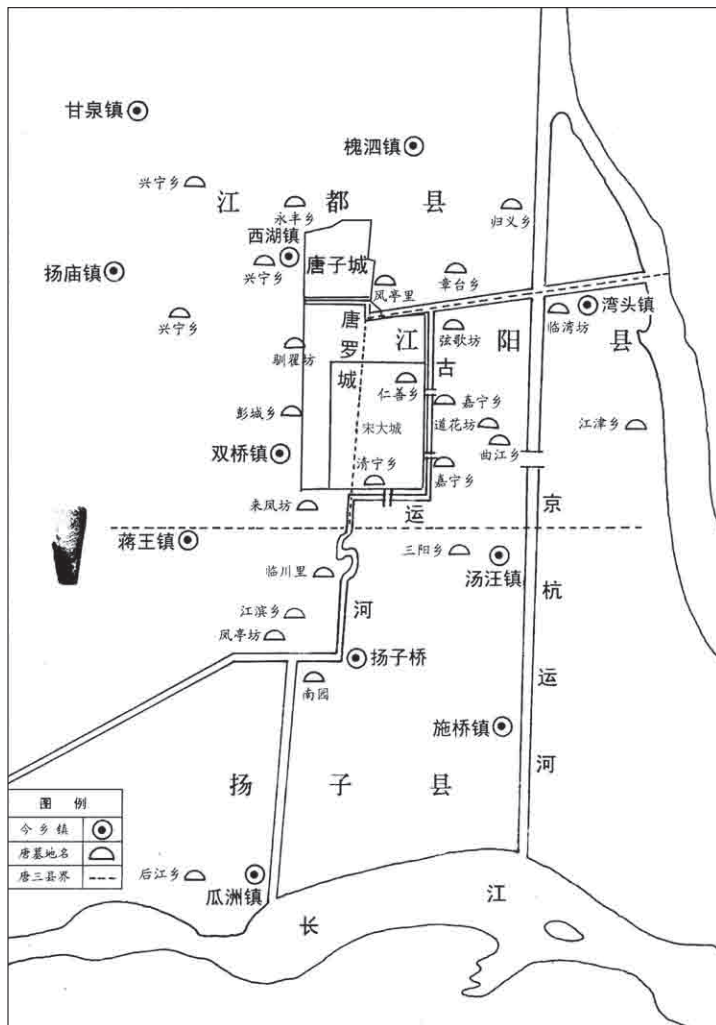 甘泉镇
槐泗镇
兴宁乡
江都县
永丰乡
归义乡
西湖镇
扬庙镇
兴宁乡
唐子城
章台乡
凤亭里
兴宁乡
唐罗城
江阳县
弦歌坊
临湾坊
湾头镇
驯翟坊
古
仁善乡
彭城乡
嘉宁乡
宋大城
道花坊
江津乡
双桥镇
曲江乡
清宁乡
嘉宁乡
来凤坊
运
京
蒋王镇
三阳乡
汤汪镇
临川里
杭
江滨乡
河
凤亭坊
扬子桥
南园
运
施桥镇
河
扬子县
图例
今乡镇
唐墓地名
唐三县界
后江乡
瓜洲镇
长江